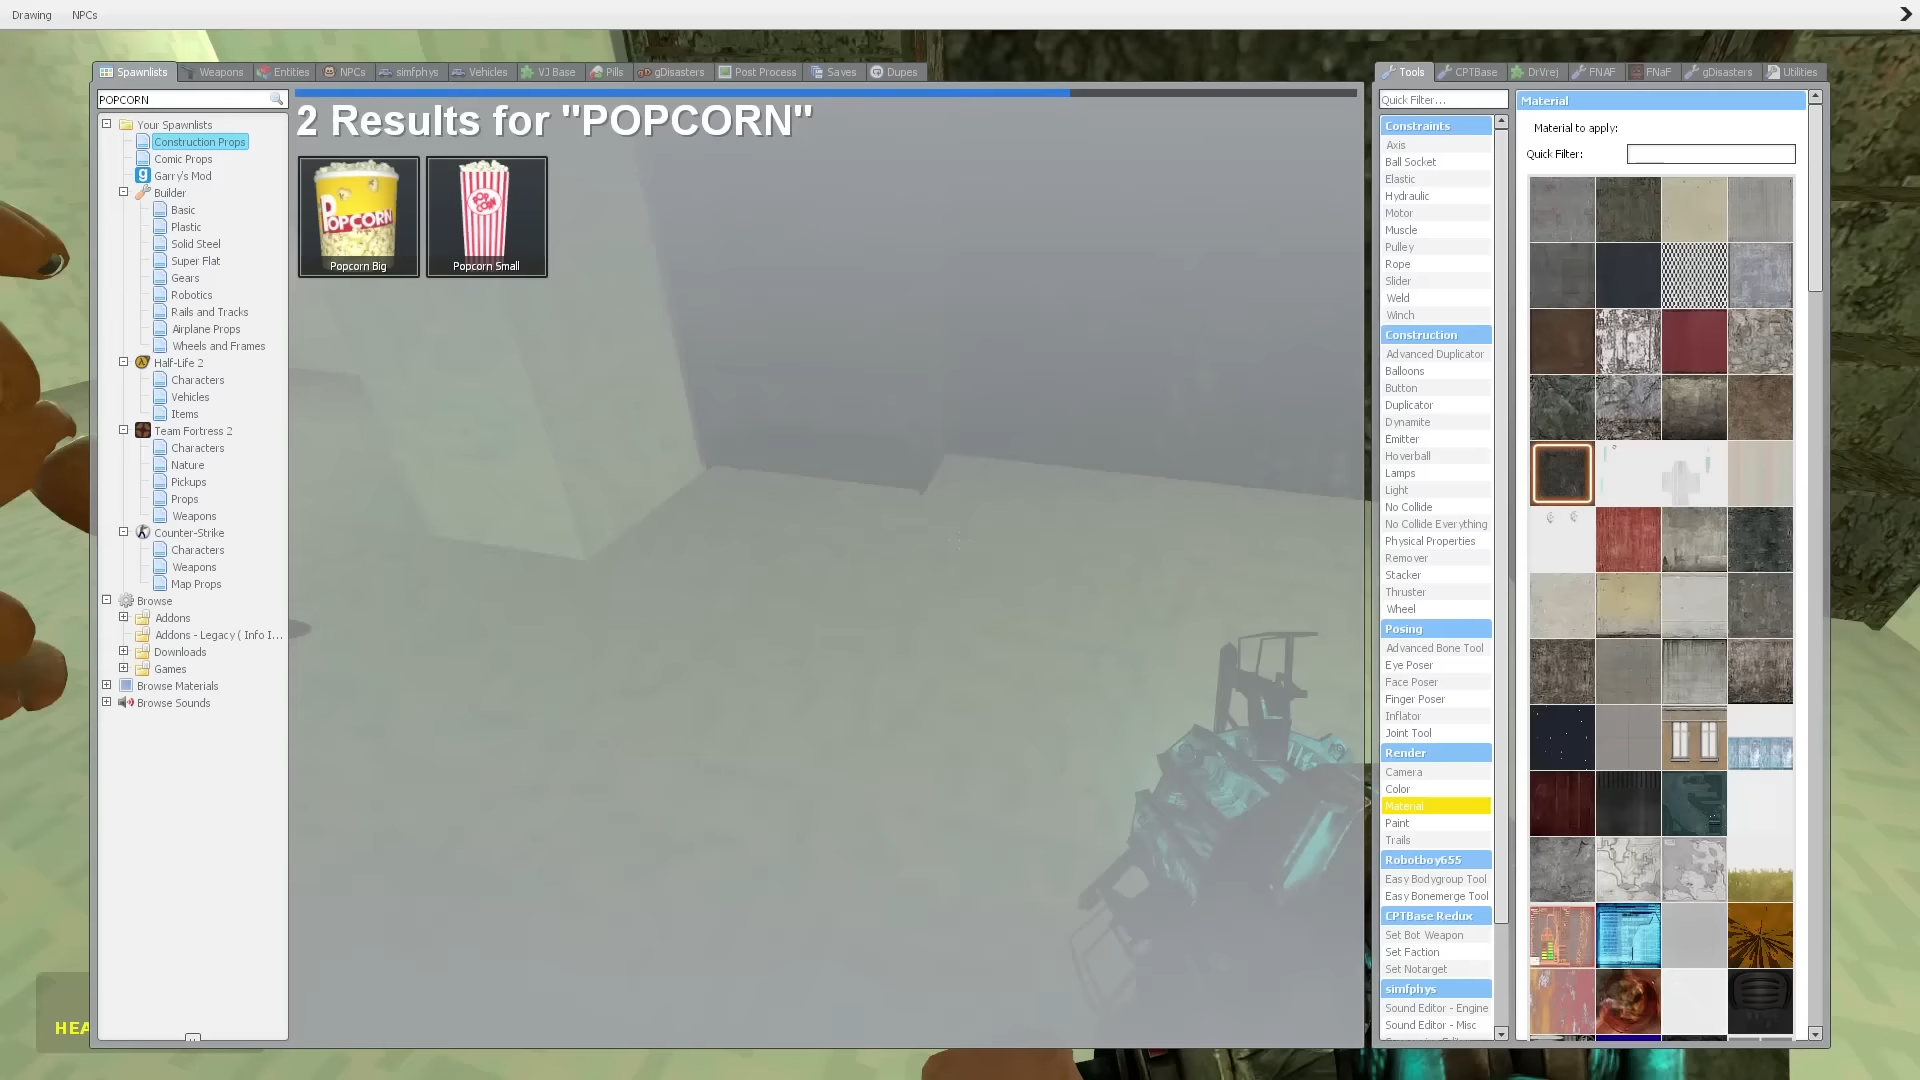 Drawing NPCs
Spawnlists Weapons Entities NPCs simfphys Vehicles VJ Base Pills gDisasters Post Process Saves Dupes
Tools CPTBase DrVrej FNAF FNaF gDisasters Utilities
POPCORN
Your Spawnlists
Construction Props
Comic Props
Garry's Mod
Builder
Basic
Plastic
Solid Steel
Super Flat
Gears
Robotics
Rails and Tracks
Airplane Props
Wheels and Frames
Half-Life 2
Characters
Vehicles
Items
Team Fortress 2
Characters
Nature
Pickups
Props
Weapons
Counter-Strike
Characters
Weapons
Map Props
Browse
Addons
Addons - Legacy ( Info I...
Downloads
Games
Browse Materials
Browse Sounds
2 Results for "POPCORN"
POPCORN
Popcorn Big
POP
CORN
Popcorn Small
Quick Filter...
Constraints
Axis
Ball Socket
Elastic
Hydraulic
Motor
Muscle
Pulley
Rope
Slider
Weld
Winch
Construction
Advanced Duplicator
Balloons
Button
Duplicator
Dynamite
Emitter
Hoverball
Lamps
Light
No Collide
No Collide Everything
Physical Properties
Remover
Stacker
Thruster
Wheel
Posing
Advanced Bone Tool
Eye Poser
Face Poser
Finger Poser
Inflator
Joint Tool
Render
Camera
Color
Material
Paint
Trails
Robotboy655
Easy Bodygroup Tool
Easy Bonemerge Tool
CPTBase Redux
Set Bot Weapon
Set Faction
Set Notarget
simfphys
Sound Editor - Engine
Sound Editor - Misc
Material
Material to apply:
Quick Filter:
HEA